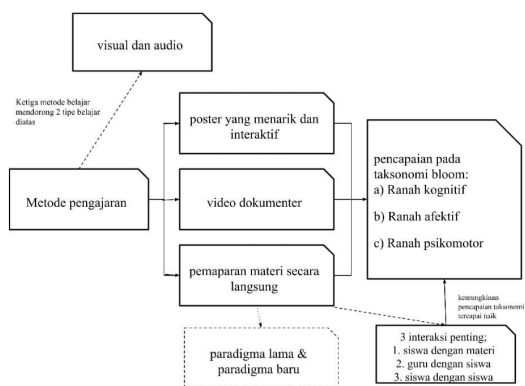 visual dan audio
Ketiga metode belajar
mendorong 2 tipe belajar
diatas
poster yang menarik dan
interaktif
Metode pengajaran
video dokumenter
pemaparan materi secara
langsung
pencapaian pada
taksonomi bloom:
a) Ranah kognitif
b) Ranah afektif
c) Ranah psikomotor
kemungkinan
pencapaian taksonomi
tercapai naik
paradigma lama &
paradigma baru
3 interaksi penting;
1. siswa dengan materi
2. guru dengan siswa
3. siswa dengan siswa